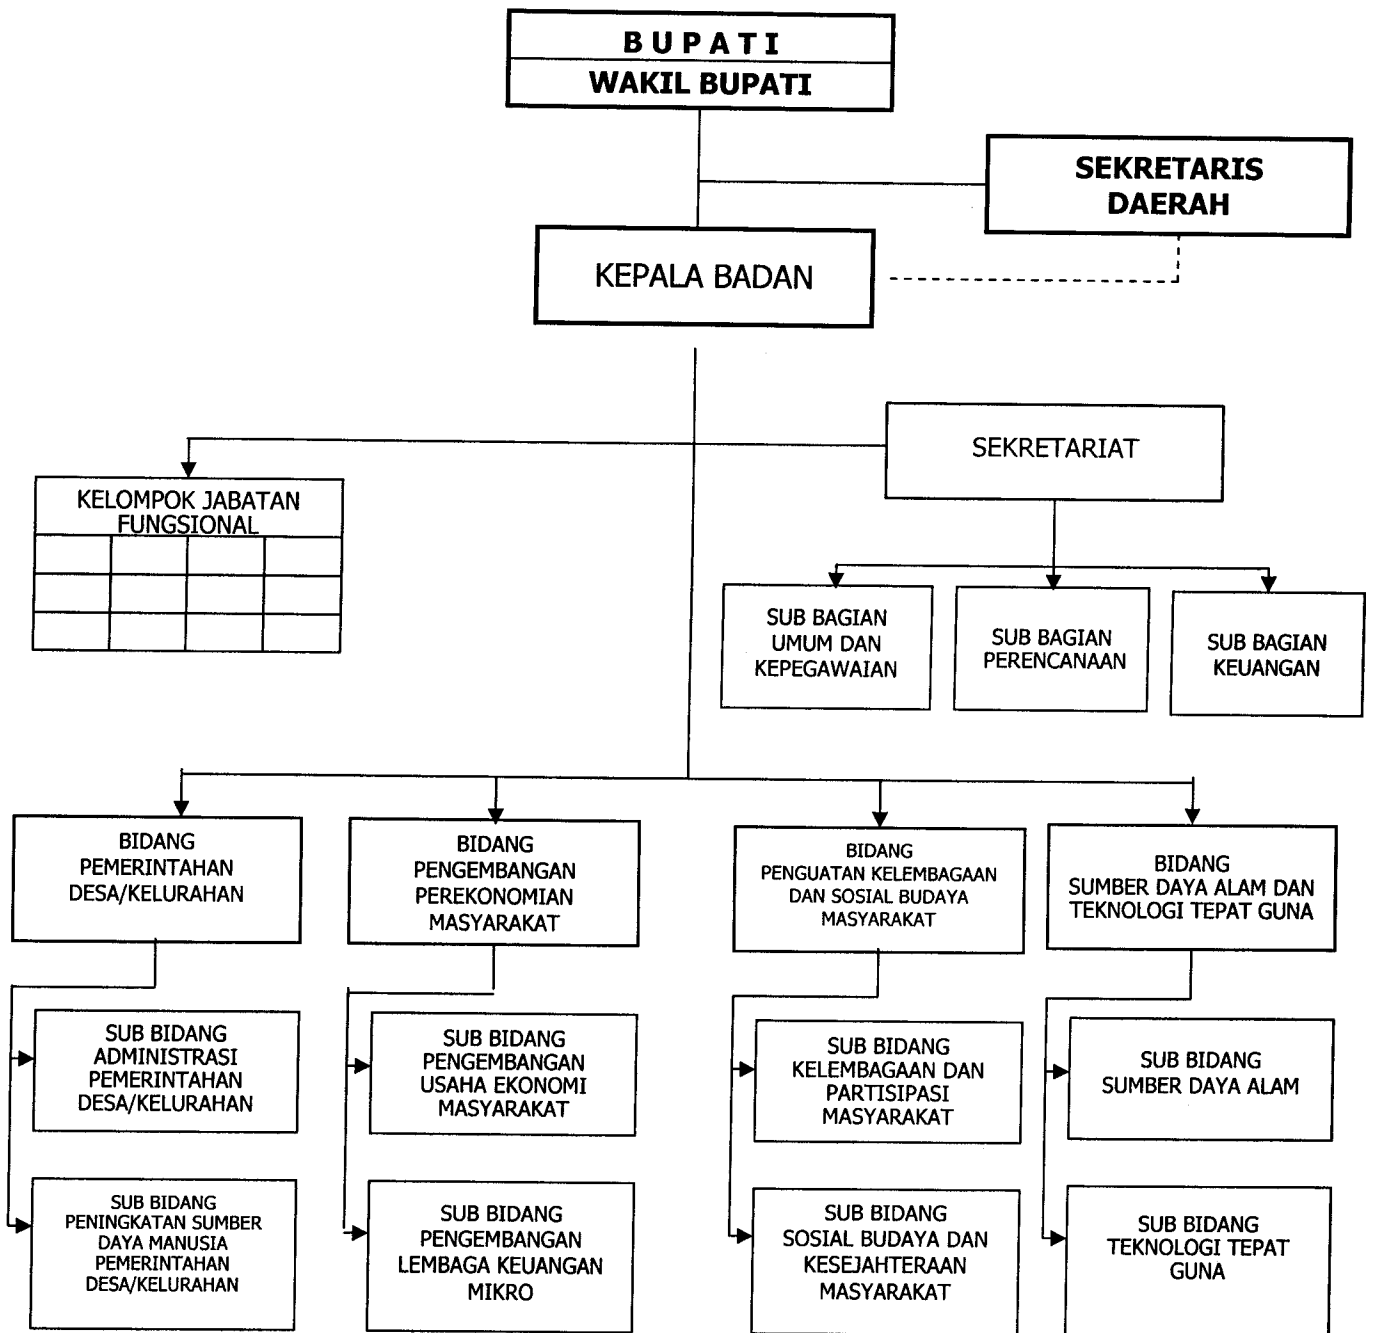 B U P A T I
WAKIL BUPATI
SEKRETARIS
DAERAH
KEPALA BADAN
SEKRETARIAT
KELOMPOK JABATAN
FUNGSIONAL
SUB BAGIAN
UMUM DAN
KEPEGAWAIAN
SUB BAGIAN
PERENCANAAN
SUB BAGIAN
KEUANGAN
BIDANG
PEMERINTAHAN
DESA/KELURAHAN
BIDANG
PENGEMBANGAN
PEREKONOMIAN
MASYARAKAT
BIDANG
PENGUATAN KELEMBAGAAN
DAN SOSIAL BUDAYA
MASYARAKAT
BIDANG
SUMBER DAYA ALAM DAN
TEKNOLOGI TEPAT GUNA
SUB BIDANG
ADMINISTRASI
PEMERINTAHAN
DESA/KELURAHAN
SUB BIDANG
PENGEMBANGAN
USAHA EKONOMI
MASYARAKAT
SUB BIDANG
KELEMBAGAAN DAN
PARTISIPASI
MASYARAKAT
SUB BIDANG
SUMBER DAYA ALAM
SUB BIDANG
PENINGKATAN SUMBER
DAYA MANUSIA
PEMERINTAHAN
DESA/KELURAHAN
SUB BIDANG
PENGEMBANGAN
LEMBAGA KEUANGAN
MIKRO
SUB BIDANG
SOSIAL BUDAYA DAN
KESEJAHTERAAN
MASYARAKAT
SUB BIDANG
TEKNOLOGI TEPAT
GUNA